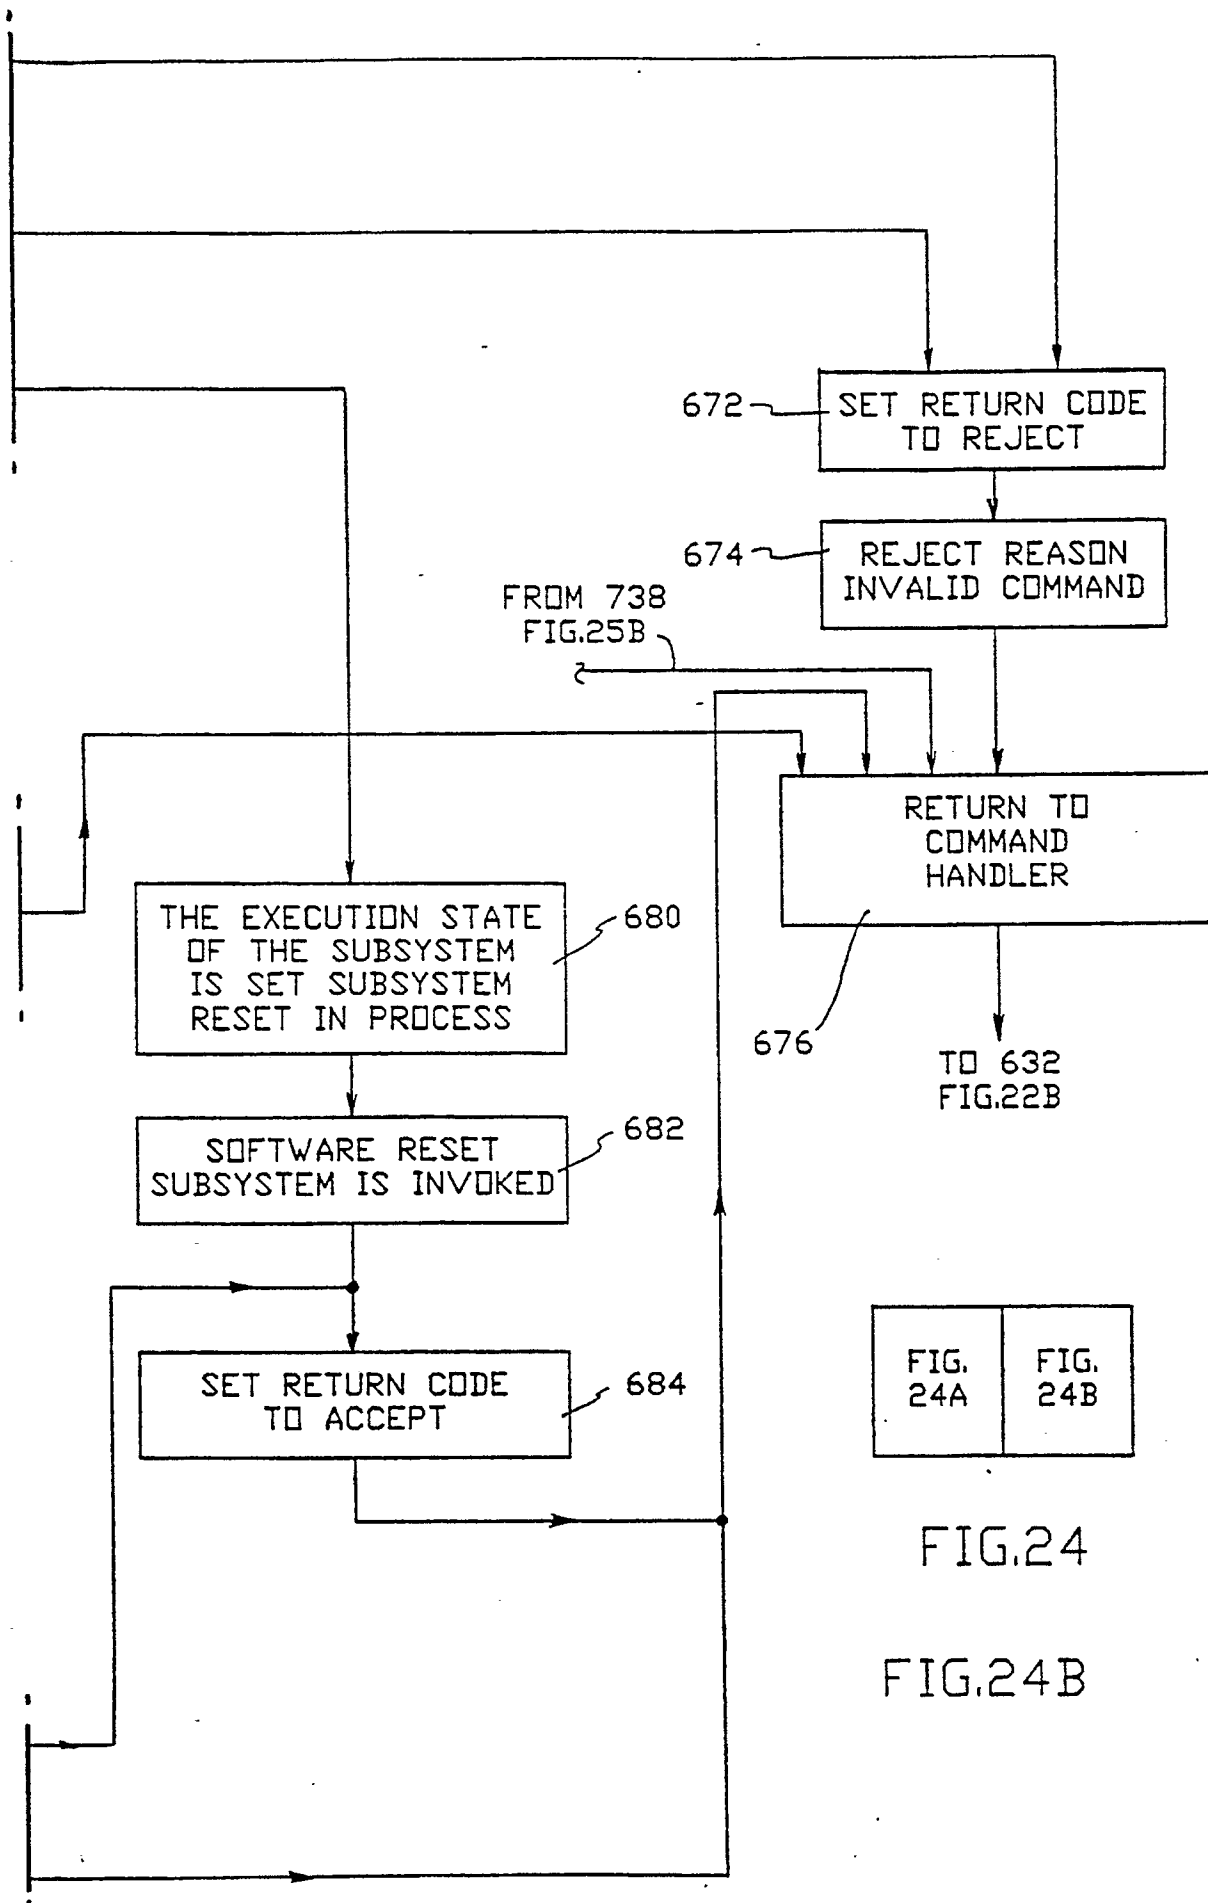 672
SET RETURN CODE
TO REJECT
674
REJECT REASON
INVALID COMMAND
FROM 738
FIG.25B
RETURN TO
COMMAND
HANDLER
676
TO 632
FIG.22B
THE EXECUTION STATE
OF THE SUBSYSTEM
IS SET SUBSYSTEM
RESET IN PROCESS
680
SOFTWARE RESET
SUBSYSTEM IS INVOKED
682
SET RETURN CODE
TO ACCEPT
684
FIG.
24A
FIG.
24B
FIG.24
FIG.24B